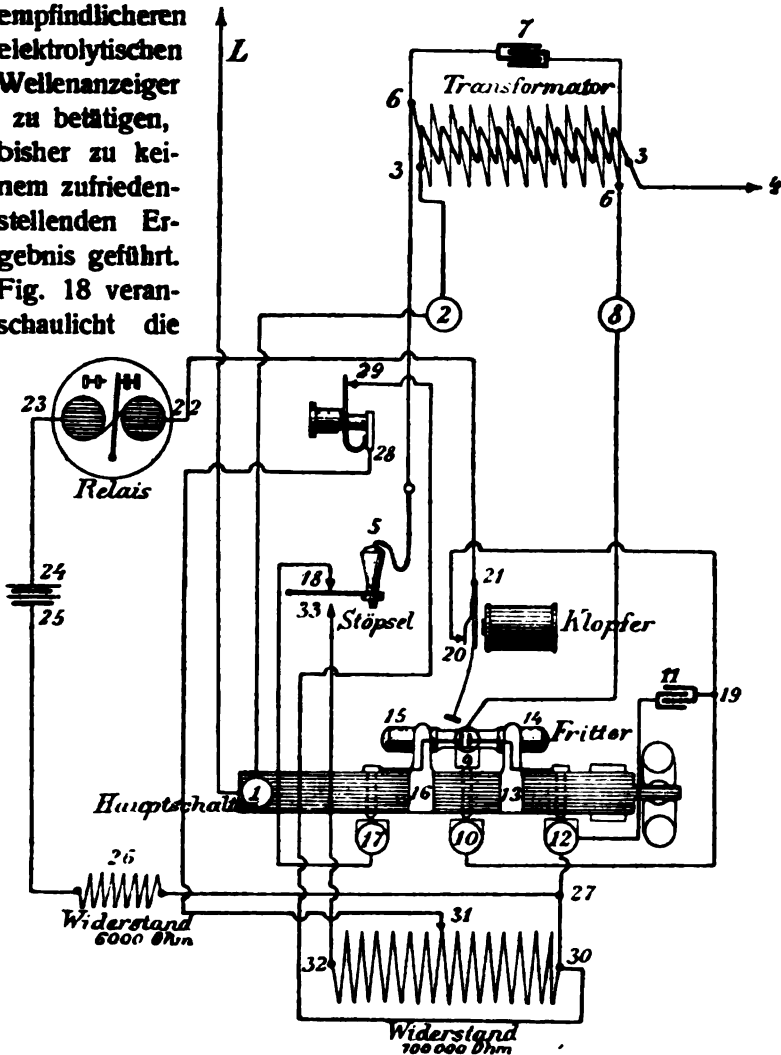 empfindlicheren
elektrolytischen
Wellenanzeiger
zu betätigen,
bisher zu kei-
nem zufrieden-
stellenden Er-
gebnis geführt.
Fig. 18 veran-
schaulicht die
L
7
Transformator
6
3
3
6
4
2
8
29
23
22
28
Relais
5
18
21
24
33
Stöpsel
Klopfer
25
20
11
19
15
14
Fritter
9
1
16
13
Hauptschalt
17
10
12
26
27
Widerstand
6000 Ohm
31
32
30
Widerstand
100 000 Ohm